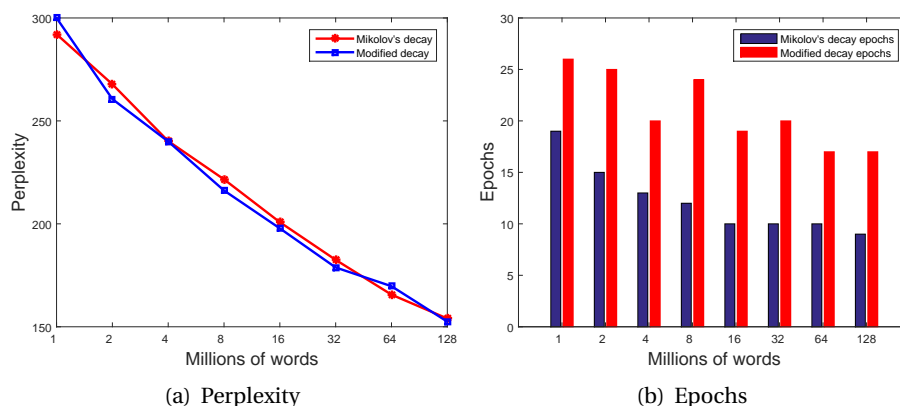 300
250
200
150
Perplexity
1 2 4 8 16 32 64 128
Millions of words
Mikolov's decay
Modified decay
(a) Perplexity
30
25
20
15
10
5
0
Epochs
1 2 4 8 16 32 64 128
Millions of words
Mikolov's decay epochs
Modified decay epochs
(b) Epochs